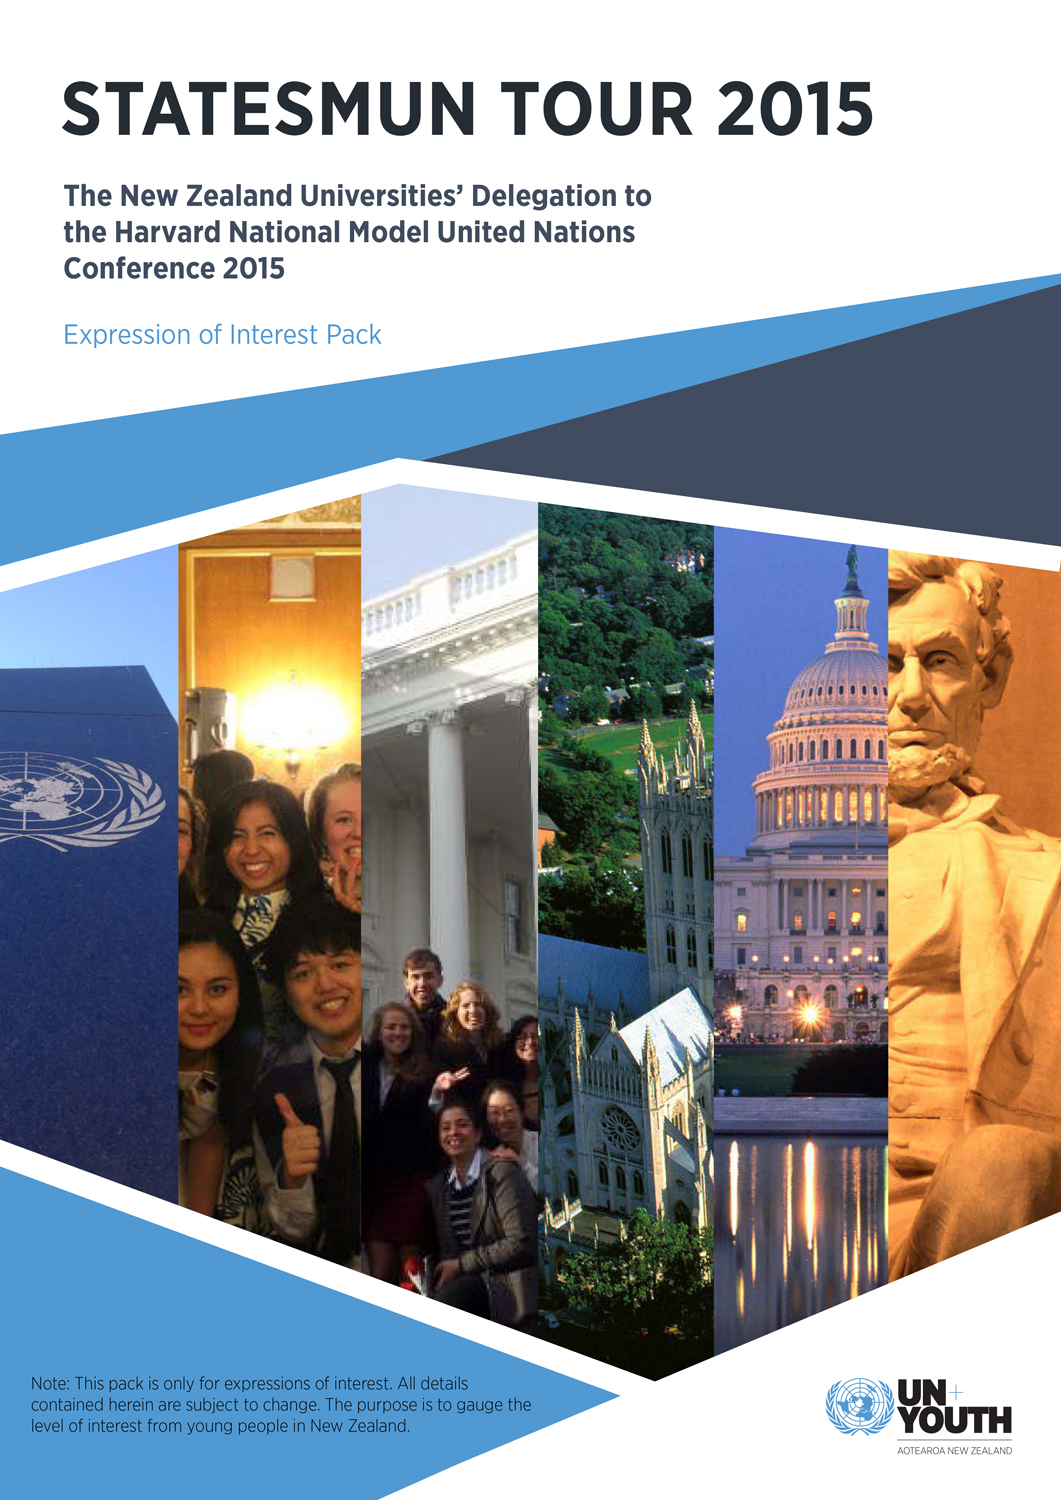 STATESMUN TOUR 2015
The New Zealand Universities’ Delegation to
the Harvard National Model United Nations
Conference 2015
Expression of Interest Pack
Note: This pack is only for expressions of interest. All details
contained herein are subject to change. The purpose is to gauge the
level of interest from young people in New Zealand.
UN+
YOUTH
AOTEAROA NEW ZEALAND